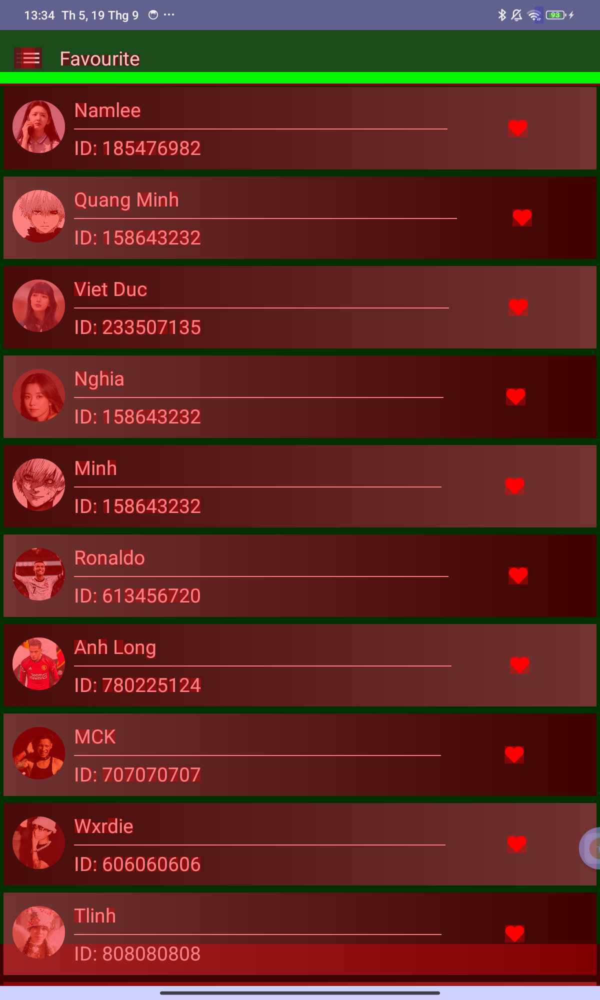 13:34 Th 5, 19 Thg 9 ...
93
Favourite
Namlee
ID: 185476982
Quang Minh
ID: 158643232
Viet Duc
ID: 233507135
Nghia
ID: 158643232
Minh
ID: 158643232
Ronaldo
ID: 613456720
7
Anh Long
ID: 780225124
TeamViewer
MCK
ID: 707070707
Wxrdie
ID: 606060606
Tlinh
ID: 808080808